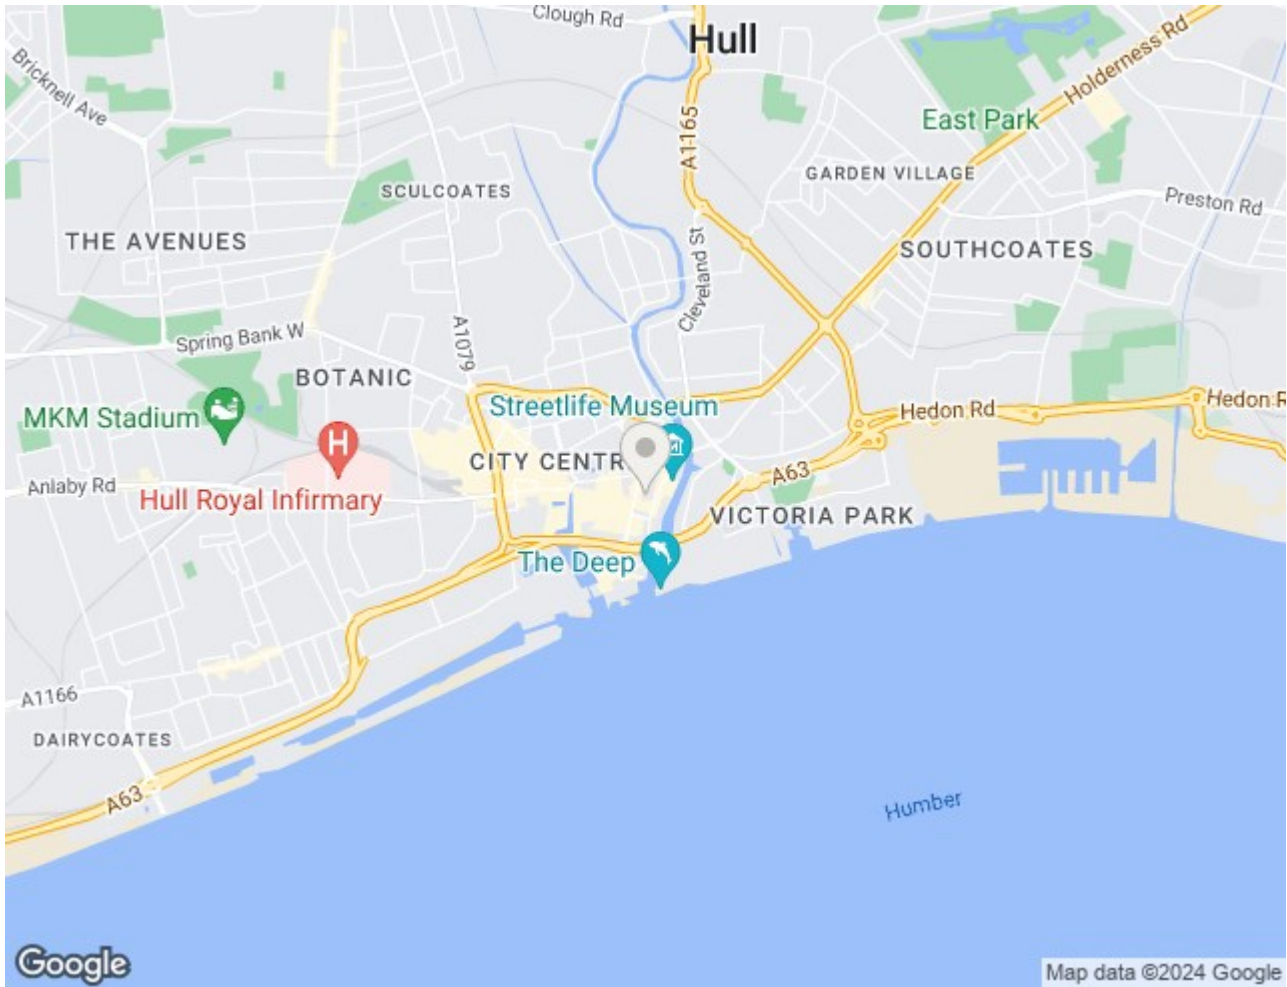 Clough Rd
Hull
Bricknell Ave
Holderness Rd
A1165
East Park
GARDEN VILLAGE
SCULCOATES
Preston Rd
THE AVENUES
SOUTHCOATES
Cleveland St
A1079
Spring Bank W
BOTANIC
MKM Stadium
Streetlife Museum
Hedon Rd
Hedon R
H
M
CITY CENTR
A63
Anlaby Rd
Hull Royal Infirmary
VICTORIA PARK
The Deep
A1166
DAIRYCOATES
A63
Humber
Google
Map data ©2024 Google